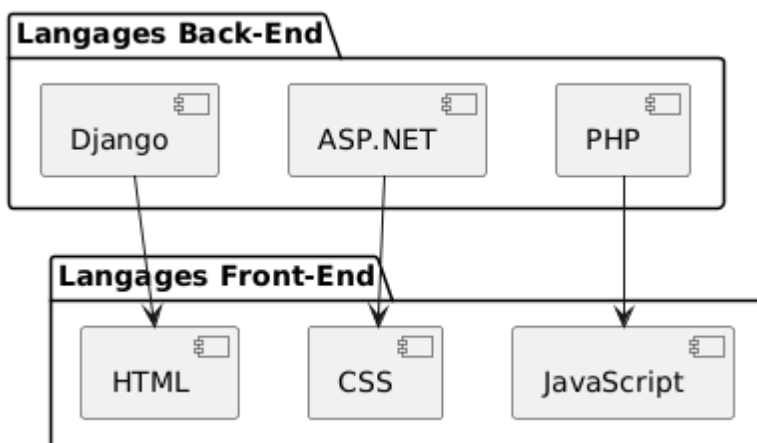 Langages Back-End
Django
ASP.NET
PHP
Langages Front-End
HTML
CSS
JavaScript